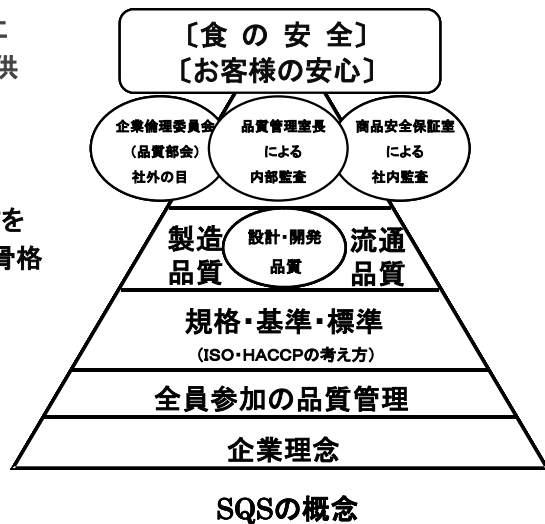 〔食の安全〕
〔お客様の安心〕
供
企業倫理委員会
(品質部会)
社外の目
品質管理室長
による
内部監査
商品安全保証室
による
社内監査
を
骨格
製造
品質
設計・開発
品質
流通
品質
規格・基準・標準
(ISO・HACCPの考え方)
全員参加の品質管理
企業理念
SQSの概念